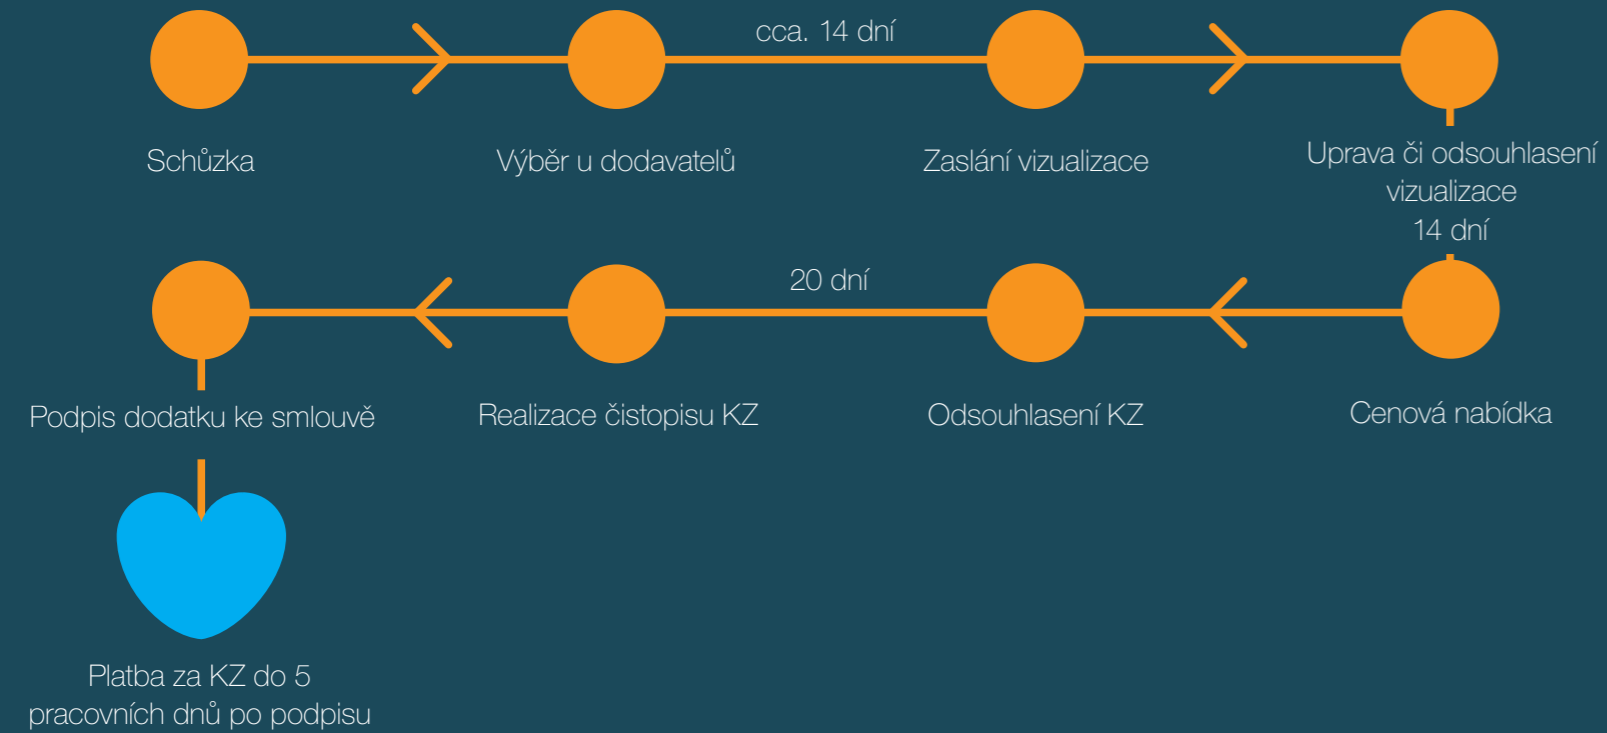 cca. 14 dní
Schůzka
Výběr u dodavatelů
Zaslání vizualizace
Uprava či odsouhlasení
vizualizace
14 dní
20 dní
Podpis dodatku ke smlouvě
Realizace čistopisu KZ
Odsouhlasení KZ
Cenová nabídka
Platba za KZ do 5
pracovních dnů po podpisu